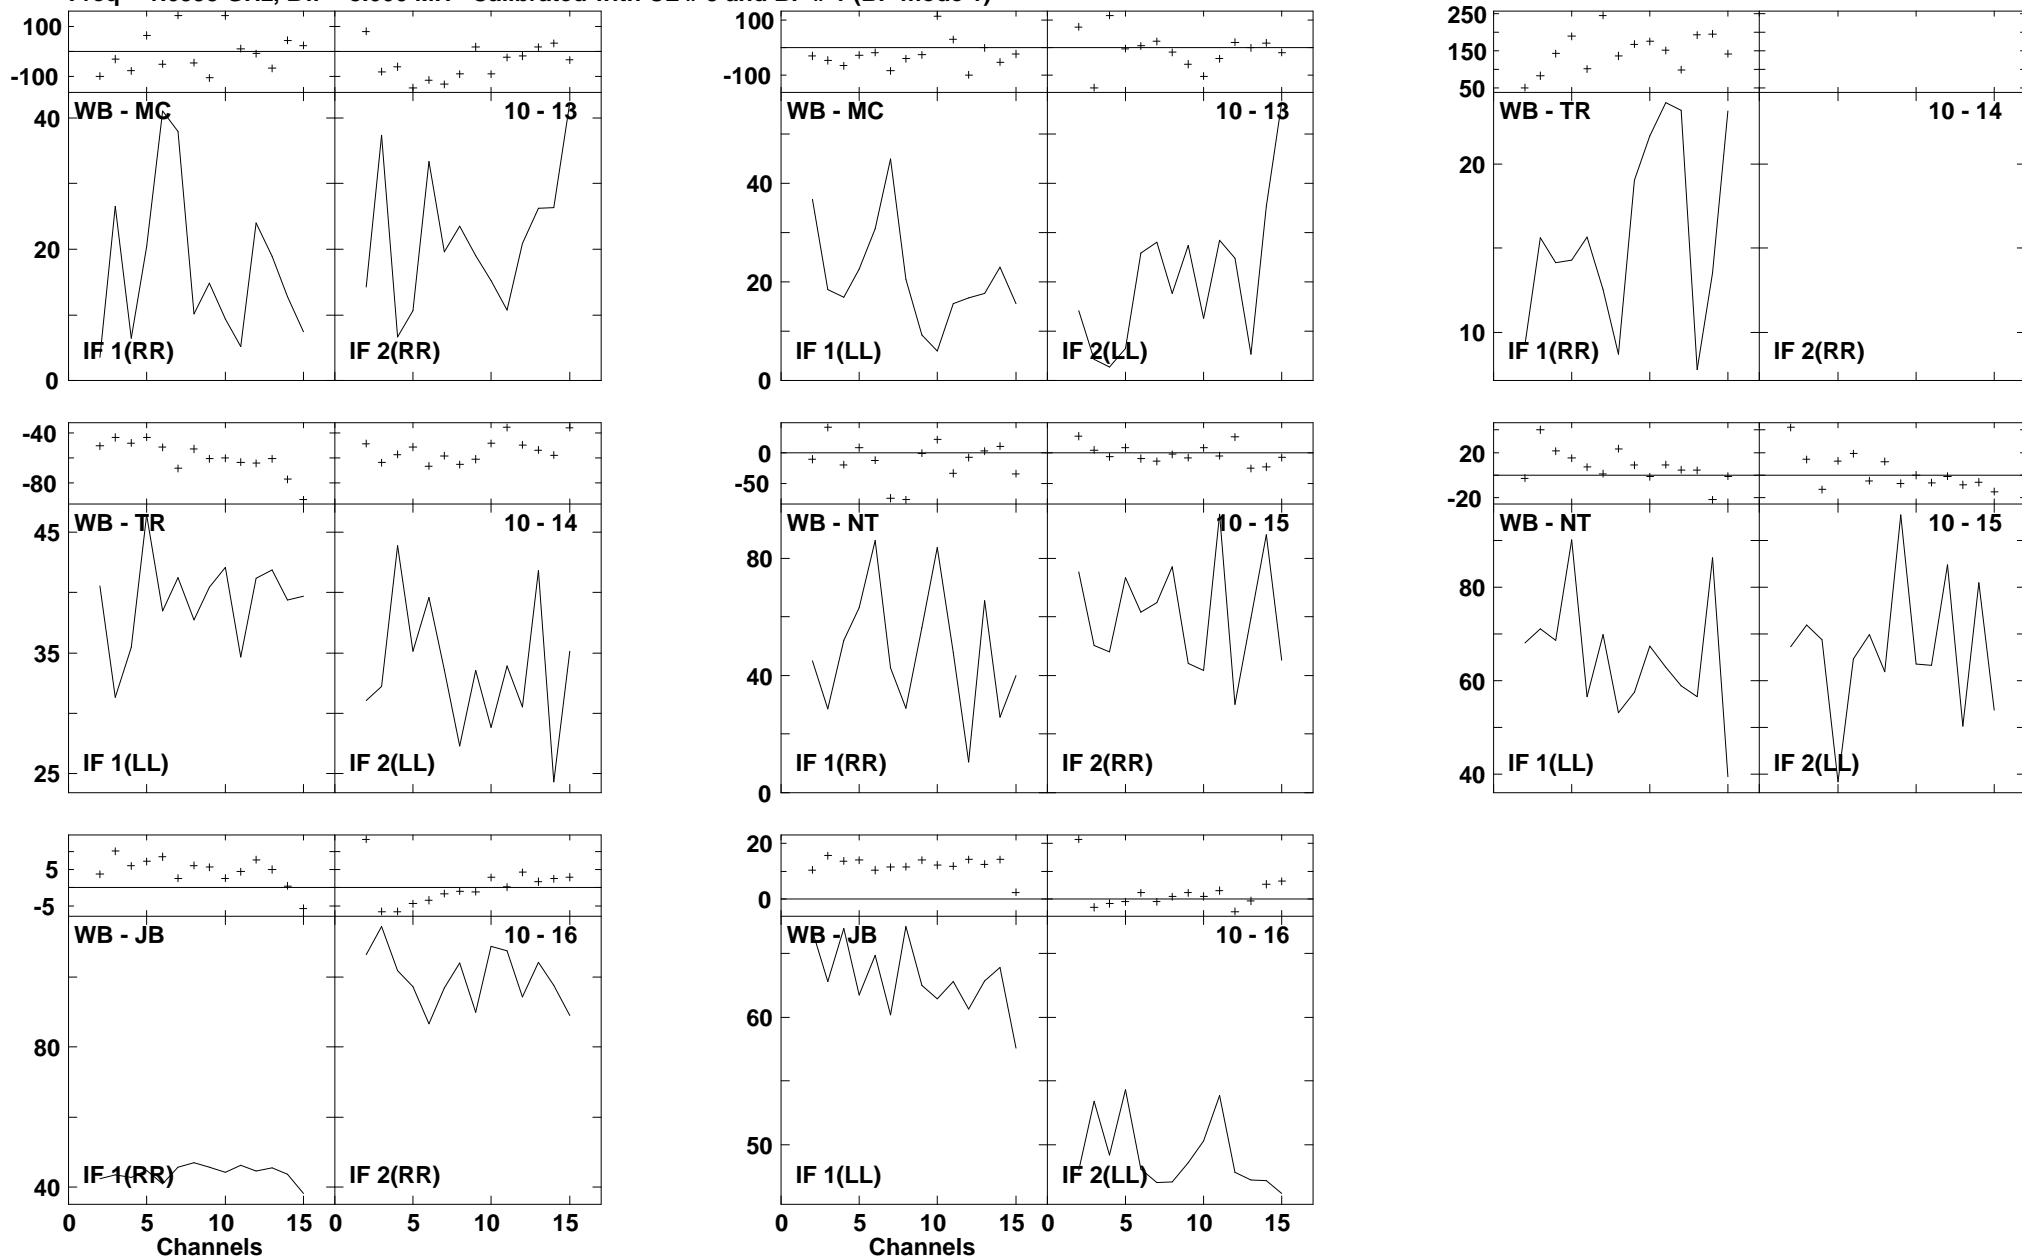 100
-100
WB - MC
10 - 13
40
20
0
IF 1(RR)
IF 2(RR)
100
-100
WB - MC
10 - 13
40
20
0
IF 1(LL)
IF 2(LL)
250
150
50
WB - TR
10 - 14
20
10
IF 1(RR)
IF 2(RR)
-40
-80
WB - TR
10 - 14
45
35
25
IF 1(LL)
IF 2(LL)
0
-50
WB - NT
10 - 15
80
40
0
IF 1(RR)
IF 2(RR)
20
-20
WB - NT
10 - 15
80
60
40
IF 1(LL)
IF 2(LL)
5
-5
WB - JB
10 - 16
80
40
IF 1(RR)
IF 2(RR)
0 5 10 15 0 5 10 15
Channels
20
0
WB - JB
10 - 16
60
50
IF 1(LL)
IF 2(LL)
0 5 10 15 0 5 10 15
Channels